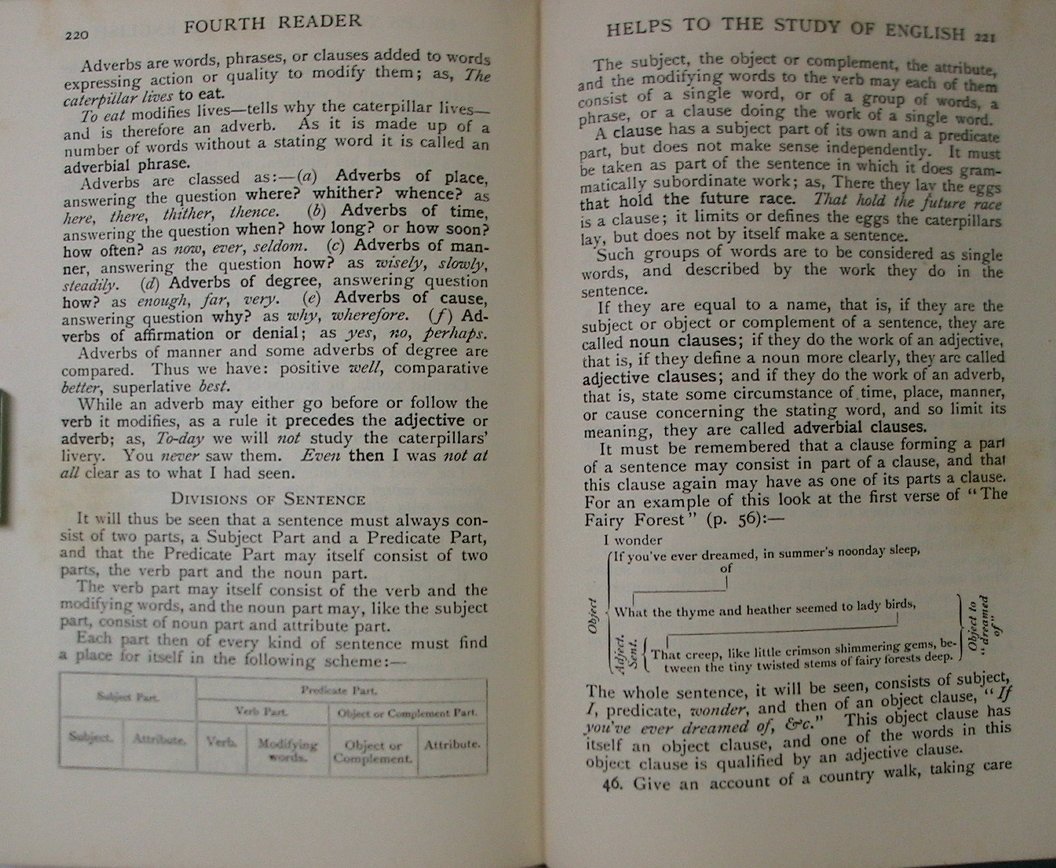 220 FOURTH READER
Adverbs are words, phrases, or clauses added to words
expressing action or quality to modify them; as, The
caterpillar lives to eat.
To eat modifies lives—tells why the caterpillar lives—
and is therefore an adverb. As it is made up of a
number of words without a stating word it is called an
adverbial phrase.
Adverbs are classed as:—(a) Adverbs of place,
answering the question where? whither? whence? as
here, there, thither, thence. (b) Adverbs of time,
answering the question when? how long? or how soon?
how often? as now, ever, seldom. (c) Adverbs of man-
ner, answering the question how? as wisely, slowly,
steadily. (d) Adverbs of degree, answering question
how? as enough, far, very. (e) Adverbs of cause,
answering question why? as why, wherefore. (f) Ad-
verbs of affirmation or denial; as yes, no, perhaps.
Adverbs of manner and some adverbs of degree are
compared. Thus we have: positive well, comparative
better, superlative best.
While an adverb may either go before or follow the
verb it modifies, as a rule it precedes the adjective or
adverb; as, To-day we will not study the caterpillars'
livery. You never saw them. Even then I was not at
all clear as to what I had seen.
DIVISIONS OF SENTENCE
It will thus be seen that a sentence must always con-
sist of two parts, a Subject Part and a Predicate Part,
and that the Predicate Part may itself consist of two
parts, the verb part and the noun part.
The verb part may itself consist of the verb and the
modifying words, and the noun part may, like the subject
part, consist of noun part and attribute part.
Each part then of every kind of sentence must find
a place for itself in the following scheme:—
Subject Part. Predicate Part.
Verb Part. Object or Complement Part.
Subject. Attribute. Verb. Modifying words. Object or Complement. Attribute.
HELPS TO THE STUDY OF ENGLISH 221
The subject, the object or complement, the attribute,
and the modifying words to the verb may each of them
consist of a single word, or of a group of words, a
phrase, or a clause doing the work of a single word.
A clause has a subject part of its own and a predicate
part, but does not make sense independently. It must
be taken as part of the sentence in which it does gram-
matically subordinate work; as, There they lay the eggs
that hold the future race. That hold the future race
is a clause; it limits or defines the eggs the caterpillars
lay, but does not by itself make a sentence.
Such groups of words are to be considered as single
words, and described by the work they do in the
sentence.
If they are equal to a name, that is, if they are the
subject or object or complement of a sentence, they are
called noun clauses; if they do the work of an adjective,
that is, if they define a noun more clearly, they are called
adjective clauses; and if they do the work of an adverb,
that is, state some circumstance of time, place, manner,
or cause concerning the stating word, and so limit its
meaning, they are called adverbial clauses.
It must be remembered that a clause forming a part
of a sentence may consist in part of a clause, and that
this clause again may have as one of its parts a clause.
For an example of this look at the first verse of "The
Fairy Forest" (p. 56):—
I wonder
If you've ever dreamed, in summer's noonday sleep,
of
Object
What the thyme and heather seemed to lady birds,
Adject. Sent.
That creep, like little crimson shimmering gems, be-
tween the tiny twisted stems of fairy forests deep.
Object to "dreamed of"
The whole sentence, it will be seen, consists of subject,
I, predicate, wonder, and then of an object clause, "If
you've ever dreamed of, &c." This object clause has
itself an object clause, and one of the words in this
object clause is qualified by an adjective clause.
46. Give an account of a country walk, taking care